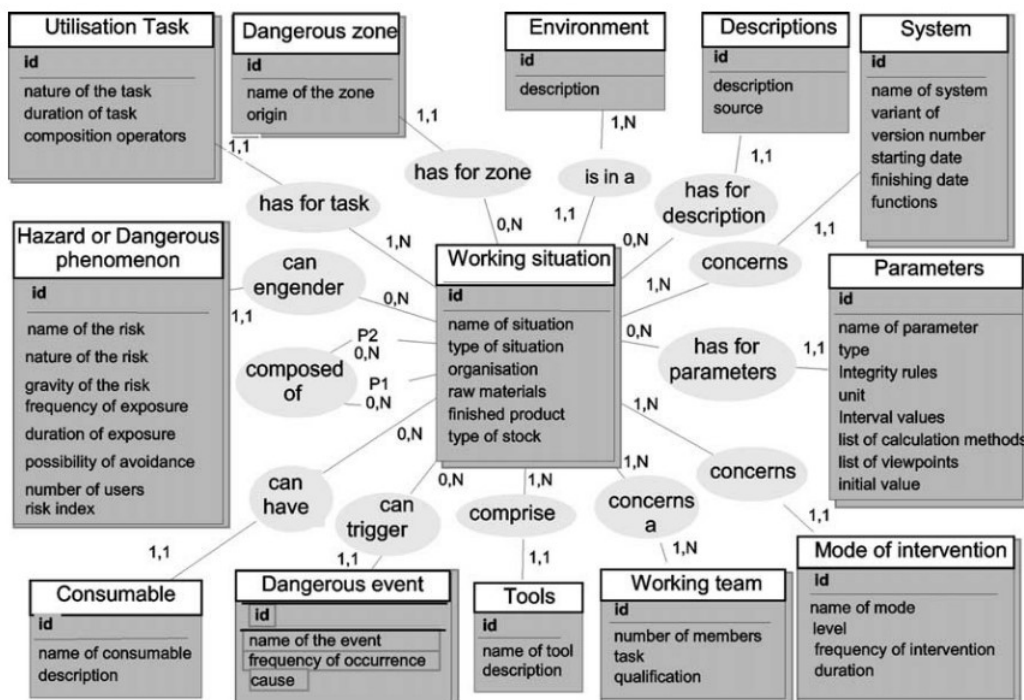 Utilisation Task
id
nature of the task
duration of task
composition operators
1,1
Dangerous zone
id
name of the zone
origin
1,1
Environment
id
description
1,N
Descriptions
id
description
source
1,1
System
id
name of system
variant of
version number
starting date
finishing date
functions
1,1
has for task
1,N
has for zone
0,N
is in a
1,1
has for
description
0,N
concerns
1,N
Hazard or Dangerous
phenomenon
id
name of the risk
nature of the risk
gravity of the risk
frequency of exposure
duration of exposure
possibility of avoidance
number of users
risk index
1,1
can
engender
0,N
composed
of
P2
0,N
P1
0,N
Working situation
id
name of situation
type of situation
organisation
raw materials
finished product
type of stock
0,N
has for
parameters
1,1
Parameters
id
name of parameter
type
Integrity rules
unit
Interval values
list of calculation methods
list of viewpoints
initial value
0,N
can
have
1,1
0,N
can
trigger
1,1
1,N
comprise
1,1
1,N
concerns
a
1,N
1,N
concerns
1,1
Consumable
id
name of consumable
description
Dangerous event
id
name of the event
frequency of occurrence
cause
Tools
id
name of tool
description
Working team
id
number of members
task
qualification
Mode of intervention
id
name of mode
level
frequency of intervention
duration